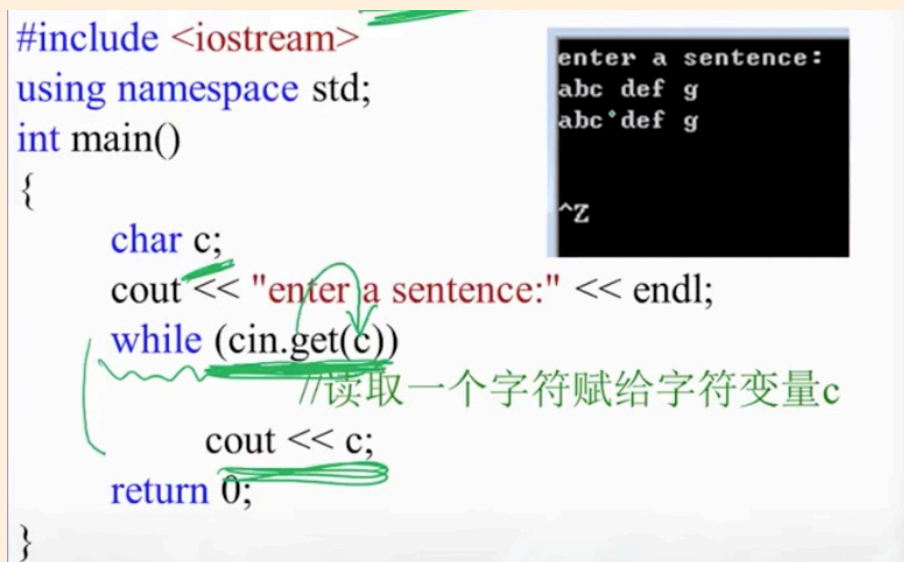 #include <iostream>
using namespace std;
int main()
{
char c;
cout << "enter a sentence:" << endl;
while (cin.get(c))
//读取一个字符赋给字符变量c
cout << c;
return 0;
}
enter a sentence:
abc def g
abc def g
^Z